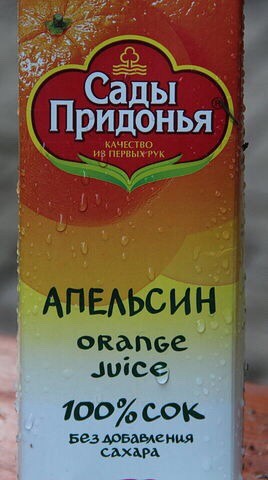 Сады
Придонья®
КАЧЕСТВО
ИЗ ПЕРВЫХ РУК
АПЕЛЬСИН
ORANGE
JUICE
100% СОК
БЕЗ ДОБАВЛЕНИЯ
САХАРА